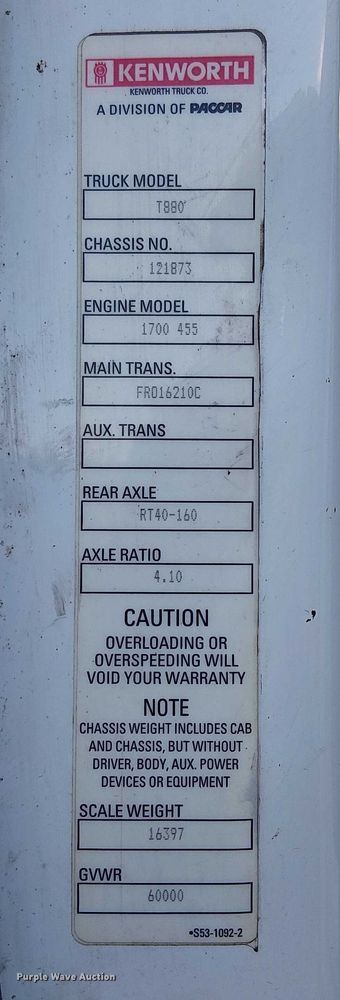 KENWORTH
KENWORTH TRUCK CO.
A DIVISION OF PACCAR
TRUCK MODEL
T880
CHASSIS NO.
121873
ENGINE MODEL
1700 455
MAIN TRANS.
FRO16210C
AUX. TRANS
REAR AXLE
RT40-160
AXLE RATIO
4.10
CAUTION
OVERLOADING OR
OVERSPEEDING WILL
VOID YOUR WARRANTY
NOTE
CHASSIS WEIGHT INCLUDES CAB
AND CHASSIS, BUT WITHOUT
DRIVER, BODY, AUX. POWER
DEVICES OR EQUIPMENT
SCALE WEIGHT
16397
GVWR
60000
•S53-1092-2
Purple Wave Auction